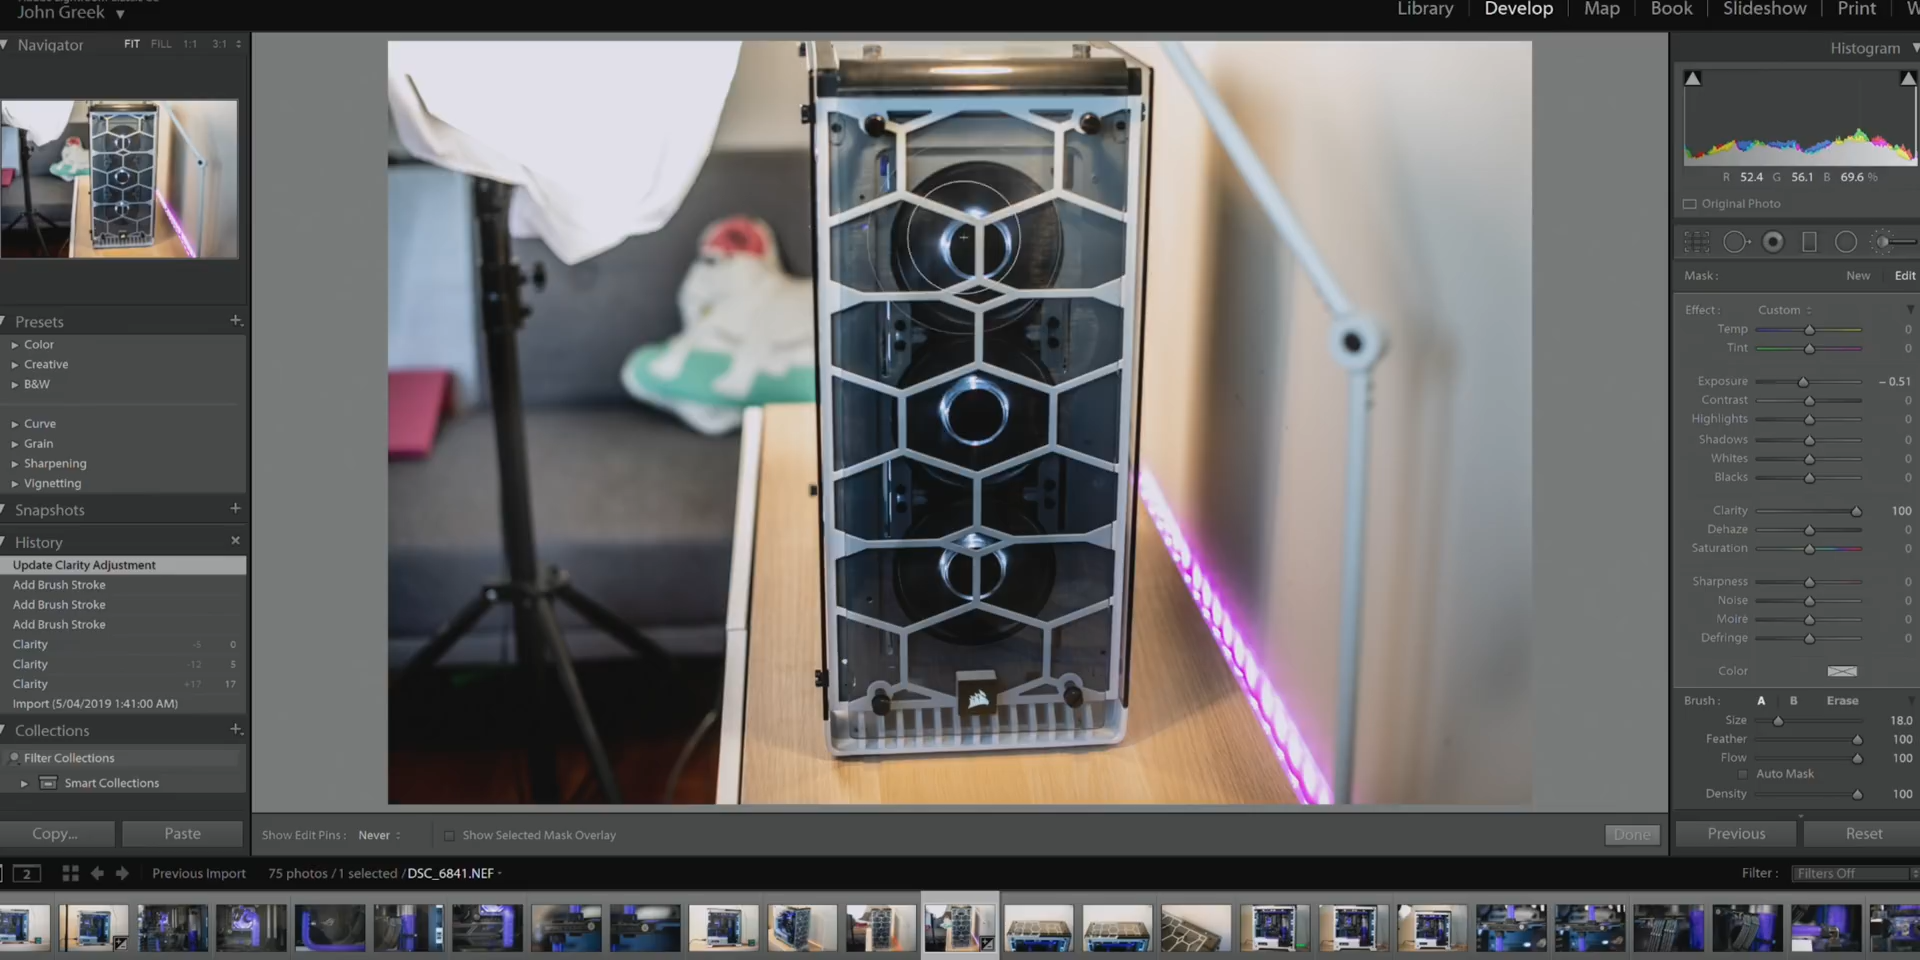 John Greek
Library Develop Map Book Slideshow Print
Navigator FIT FILL 1:1 3:1
Histogram
R 52.4 G 56.1 B 69.6 %
Original Photo
Mask : New Edit
Effect : Custom
Temp 0
Tint 0
Exposure – 0.51
Contrast 0
Highlights 0
Shadows 0
Whites 0
Blacks 0
Clarity 100
Dehaze 0
Saturation 0
Sharpness 0
Noise 0
Moiré 0
Defringe 0
Color
Brush : A B Erase
Size 18.0
Feather 100
Flow 100
Auto Mask
Density 100
Previous Reset
Presets
Color
Creative
B&W
Curve
Grain
Sharpening
Vignetting
Snapshots
History
Update Clarity Adjustment
Add Brush Stroke
Add Brush Stroke
Add Brush Stroke
Clarity -5 0
Clarity -12 5
Clarity +17 17
Import (5/04/2019 1:41:00 AM)
Collections
Filter Collections
Smart Collections
Copy... Paste
Show Edit Pins : Never Show Selected Mask Overlay Done
2 Previous Import 75 photos / 1 selected / DSC_6841.NEF
Filter : Filters Off